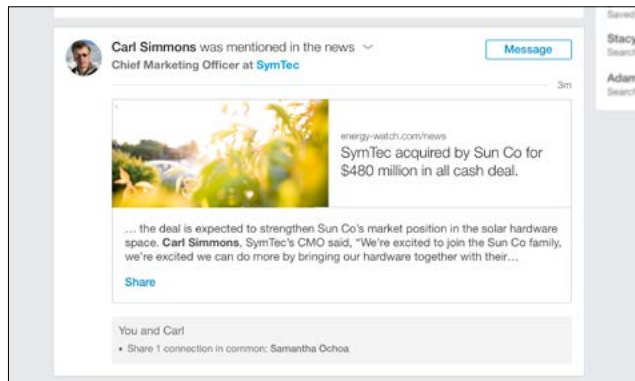 Carl Simmons was mentioned in the news
Chief Marketing Officer at SymTec
Message
3m
energy-watch.com/news
SymTec acquired by Sun Co for
$480 million in all cash deal.
… the deal is expected to strengthen Sun Co's market position in the solar hardware
space. Carl Simmons, SymTec's CMO said, "We're excited to join the Sun Co family,
we're excited we can do more by bringing our hardware together with their…
Share
You and Carl
• Share 1 connection in common: Samantha Ochoa
Saved
Stacy
Search
Adam
Search